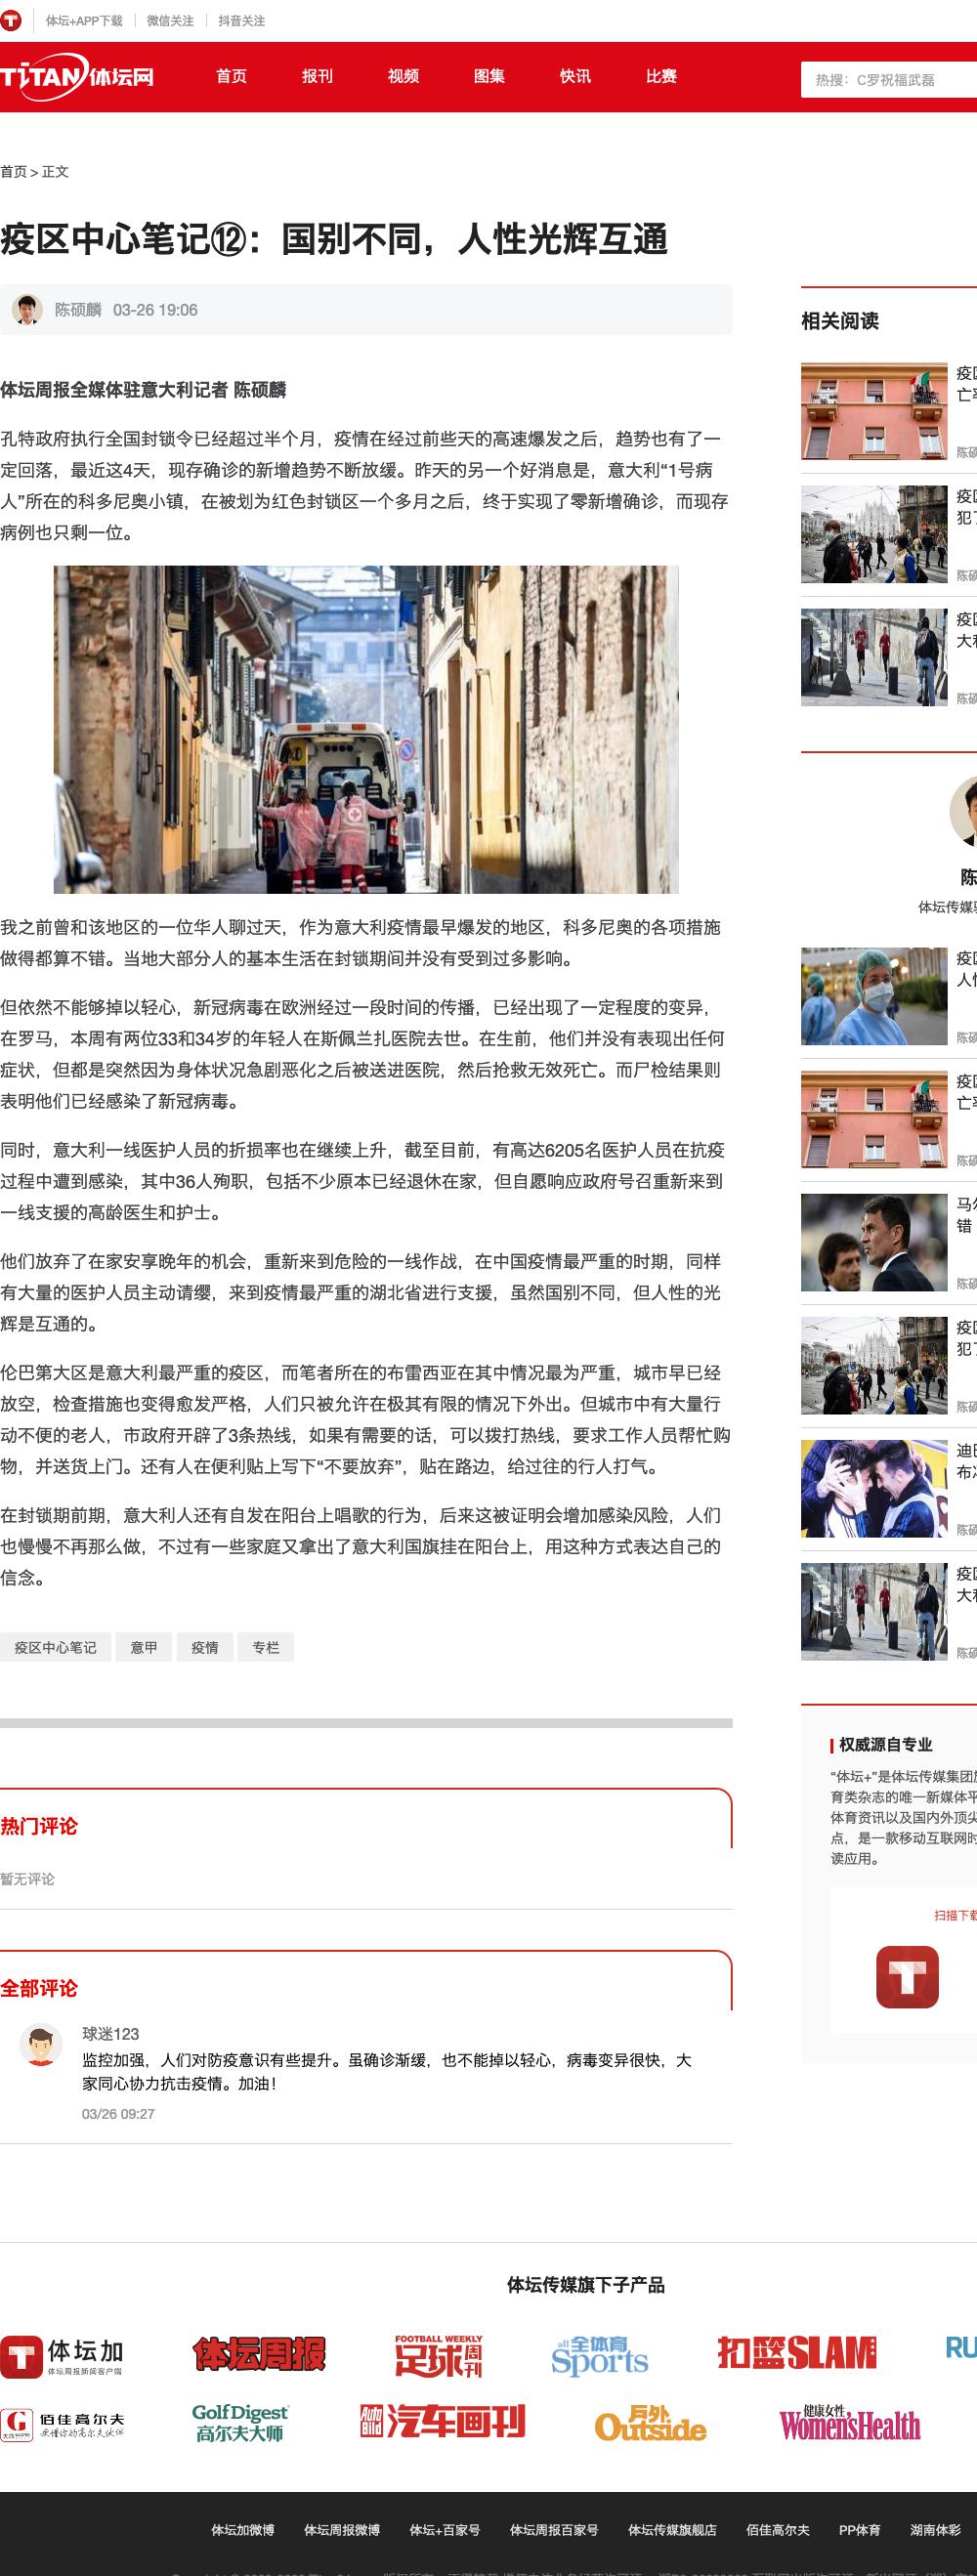 体坛+APP下载
微信关注
抖音关注
TiTAN体坛网
首页
报刊
视频
图集
快讯
比赛
热搜：C罗祝福武磊
首页 > 正文
疫区中心笔记⑫：国别不同，人性光辉互通
陈硕麟 03-26 19:06
体坛周报全媒体驻意大利记者 陈硕麟
孔特政府执行全国封锁令已经超过半个月，疫情在经过前些天的高速爆发之后，趋势也有了一
定回落，最近这4天，现存确诊的新增趋势不断放缓。昨天的另一个好消息是，意大利“1号病
人”所在的科多尼奥小镇，在被划为红色封锁区一个多月之后，终于实现了零新增确诊，而现存
病例也只剩一位。
我之前曾和该地区的一位华人聊过天，作为意大利疫情最早爆发的地区，科多尼奥的各项措施
做得都算不错。当地大部分人的基本生活在封锁期间并没有受到过多影响。
但依然不能够掉以轻心，新冠病毒在欧洲经过一段时间的传播，已经出现了一定程度的变异，
在罗马，本周有两位33和34岁的年轻人在斯佩兰扎医院去世。在生前，他们并没有表现出任何
症状，但都是突然因为身体状况急剧恶化之后被送进医院，然后抢救无效死亡。而尸检结果则
表明他们已经感染了新冠病毒。
同时，意大利一线医护人员的折损率也在继续上升，截至目前，有高达6205名医护人员在抗疫
过程中遭到感染，其中36人殉职，包括不少原本已经退休在家，但自愿响应政府号召重新来到
一线支援的高龄医生和护士。
他们放弃了在家安享晚年的机会，重新来到危险的一线作战，在中国疫情最严重的时期，同样
有大量的医护人员主动请缨，来到疫情最严重的湖北省进行支援，虽然国别不同，但人性的光
辉是互通的。
伦巴第大区是意大利最严重的疫区，而笔者所在的布雷西亚在其中情况最为严重，城市早已经
放空，检查措施也变得愈发严格，人们只被允许在极其有限的情况下外出。但城市中有大量行
动不便的老人，市政府开辟了3条热线，如果有需要的话，可以拨打热线，要求工作人员帮忙购
物，并送货上门。还有人在便利贴上写下“不要放弃”，贴在路边，给过往的行人打气。
在封锁期前期，意大利人还有自发在阳台上唱歌的行为，后来这被证明会增加感染风险，人们
也慢慢不再那么做，不过有一些家庭又拿出了意大利国旗挂在阳台上，用这种方式表达自己的
信念。
疫区中心笔记
意甲
疫情
专栏
热门评论
暂无评论
全部评论
球迷123
监控加强，人们对防疫意识有些提升。虽确诊渐缓，也不能掉以轻心，病毒变异很快，大
家同心协力抗击疫情。加油！
03/26 09:27
相关阅读
疫区
亡率
陈硕
疫区
犯了
陈硕
疫区
大利
陈硕
陈
体坛传媒驻
疫区
人性
陈硕
疫区
亡率
陈硕
马尔
错
陈硕
疫区
犯了
陈硕
迪巴
布冯
陈硕
疫区
大利
陈硕
权威源自专业
“体坛+”是体坛传媒集团旗
育类杂志的唯一新媒体平
体育资讯以及国内外顶尖
点，是一款移动互联网时
读应用。
扫描下载
体坛传媒旗下子产品
体坛加
体坛周报新闻客户端
体坛周报
FOOTBALL WEEKLY
足球周刊
all全体育
Sports
扣篮SLAM
RU
佰佳高尔夫
Golf Digest
高尔夫大师
Auto Bild
汽车画刊
户外
Outside
健康女性
Women'sHealth
体坛加微博
体坛周报微博
体坛+百家号
体坛周报百家号
体坛传媒旗舰店
佰佳高尔夫
PP体育
湖南体彩